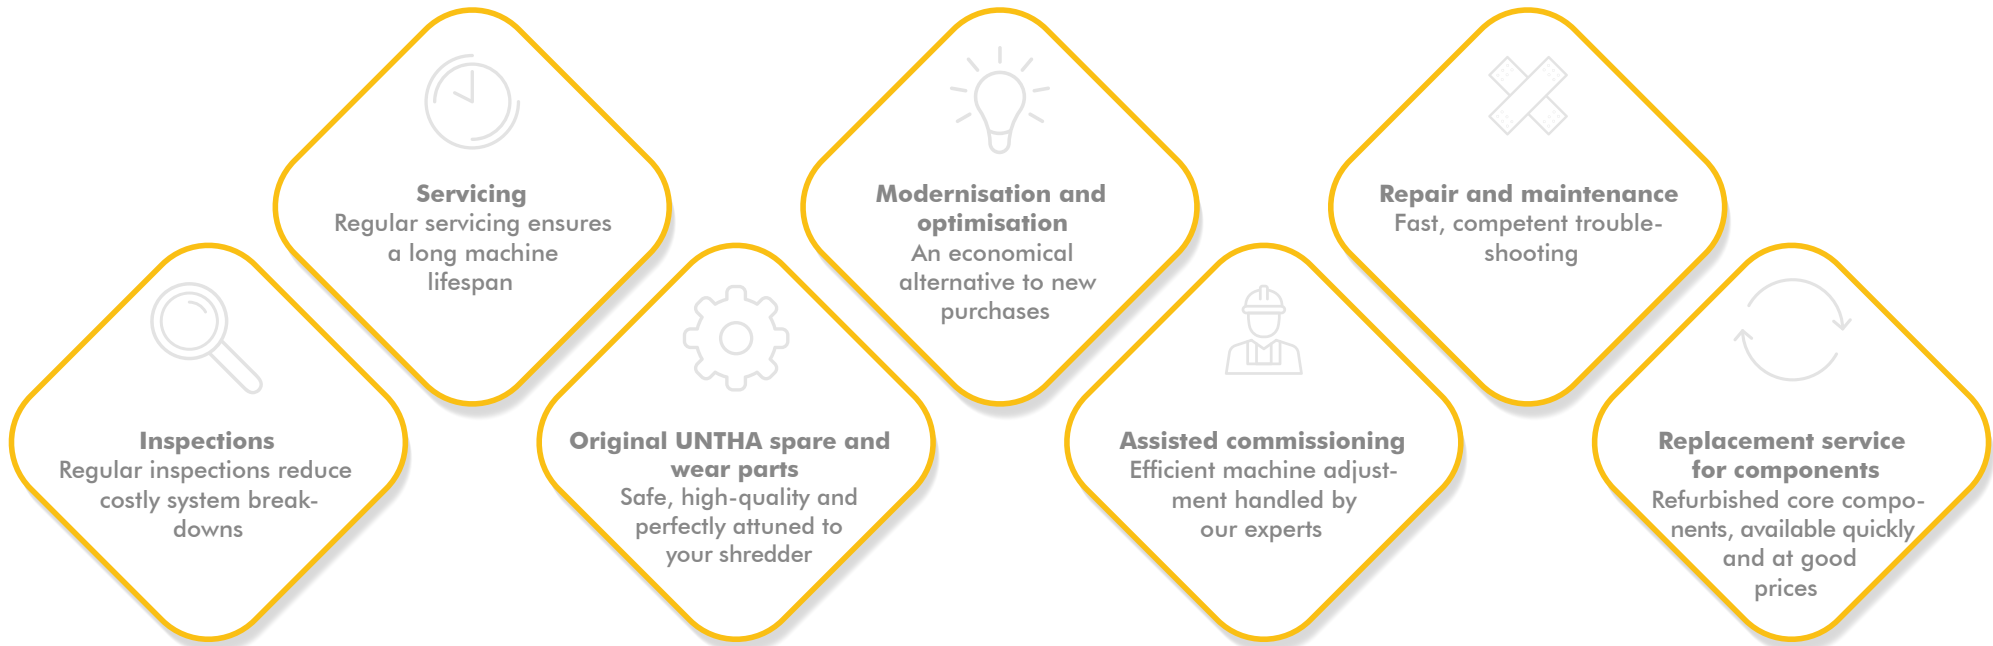 Servicing
Regular servicing ensures
a long machine
lifespan
Modernisation and
optimisation
An economical
alternative to new
purchases
Repair and maintenance
Fast, competent trouble-
shooting
Inspections
Regular inspections reduce
costly system break-
downs
Original UNTHA spare and
wear parts
Safe, high-quality and
perfectly attuned to
your shredder
Assisted commissioning
Efficient machine adjust-
ment handled by
our experts
Replacement service
for components
Refurbished core compo-
nents, available quickly
and at good
prices